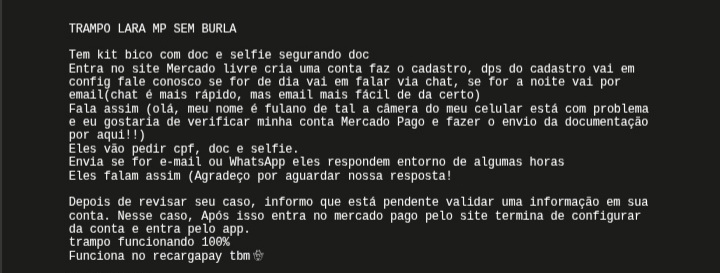 TRAMPO LARA MP SEM BURLA
Tem kit bico com doc e selfie segurando doc
Entra no site Mercado livre cria uma conta faz o cadastro, dps do cadastro vai em
config fale conosco se for de dia vai em falar via chat, se for a noite vai por
email(chat é mais rápido, mas email mais fácil de da certo)
Fala assim (olá, meu nome é fulano de tal a câmera do meu celular está com problema
e eu gostaria de verificar minha conta Mercado Pago e fazer o envio da documentação
por aqui!!)
Eles vão pedir cpf, doc e selfie.
Envia se for e-mail ou WhatsApp eles respondem entorno de algumas horas
Eles falam assim (Agradeço por aguardar nossa resposta!
Depois de revisar seu caso, informo que está pendente validar uma informação em sua
conta. Nesse caso, Após isso entra no mercado pago pelo site termina de configurar
da conta e entra pelo app.
trampo funcionando 100%
Funciona no recargapay tbm